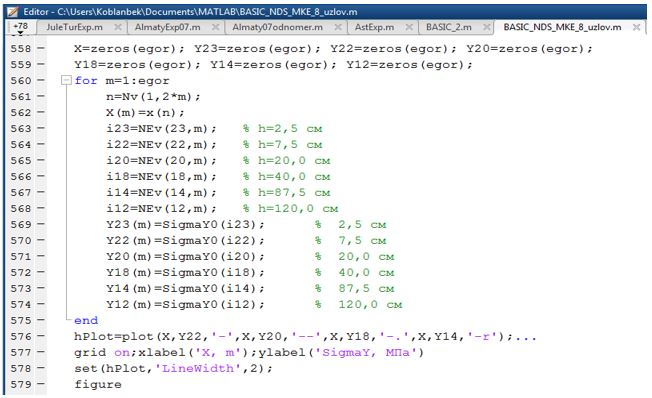 Editor - C:\Users\Koblanbek\Documents\MATLAB\BASIC_NDS_MKE_8_uzlov.m
+78 JuleTurExp.m × AlmatyExp07.m × Almaty07odnomer.m × AstExp.m × BASIC_2.m × BASIC_NDS_MKE_8_uzlov.m ×
558 – X=zeros(egor); Y23=zeros(egor); Y22=zeros(egor); Y20=zeros(egor);
559 – Y18=zeros(egor); Y14=zeros(egor); Y12=zeros(egor);
560 – for m=1:egor
561 – n=Nv(1,2*m);
562 – X(m)=x(n);
563 – i23=NEv(23,m); % h=2,5 см
564 – i22=NEv(22,m); % h=7,5 см
565 – i20=NEv(20,m); % h=20,0 см
566 – i18=NEv(18,m); % h=40,0 см
567 – i14=NEv(14,m); % h=87,5 см
568 – i12=NEv(12,m); % h=120,0 см
569 – Y23(m)=SigmaY0(i23); % 2,5 см
570 – Y22(m)=SigmaY0(i22); % 7,5 см
571 – Y20(m)=SigmaY0(i20); % 20,0 см
572 – Y18(m)=SigmaY0(i18); % 40,0 см
573 – Y14(m)=SigmaY0(i14); % 87,5 см
574 – Y12(m)=SigmaY0(i12); % 120,0 см
575 – end
576 – hPlot=plot(X,Y22,'-',X,Y20,'--',X,Y18,'-.',X,Y14,'-r');...
577 – grid on;xlabel('X, m');ylabel('SigmaY, МПа')
578 – set(hPlot,'LineWidth',2);
579 – figure